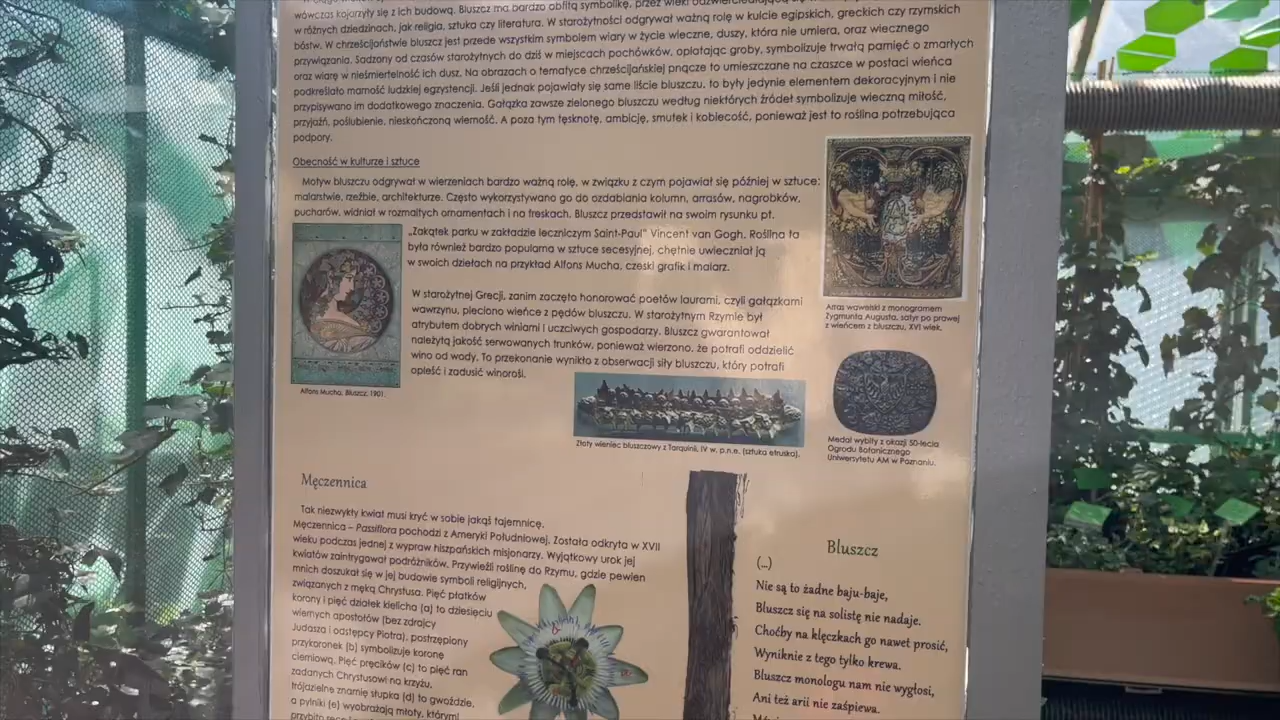 wówczas kojarzyły się z ich budową. Bluszcz ma bardzo obfitą symbolikę, przez wieki
w różnych dziedzinach, jak religia, sztuka czy literatura. W starożytności odgrywał ważną rolę w kulcie egipskich, greckich czy rzymskich
bóstw. W chrześcijaństwie bluszcz jest przede wszystkim symbolem wiary w życie wieczne, duszy, która nie umiera, oraz wiecznego
przywiązania. Sadzony od czasów starożytnych do dziś w miejscach pochówków, oplatając groby, symbolizuje trwałą pamięć o zmarłych
oraz wiarę w nieśmiertelność ich dusz. Na obrazach o tematyce chrześcijańskiej pnącze to umieszczane na czaszce w postaci wieńca
podkreślało marność ludzkiej egzystencji. Jeśli jednak pojawiały się same liście bluszczu, to były jedynie elementem dekoracyjnym i nie
przypisywano im dodatkowego znaczenia. Gałązka zawsze zielonego bluszczu według niektórych źródeł symbolizuje wieczną miłość,
przyjaźń, poślubienie, nieskończoną wierność. A poza tym tęsknotę, ambicję, smutek i kobiecość, ponieważ jest to roślina potrzebująca
podpory.
Obecność w kulturze i sztuce
Motyw bluszczu odgrywał w wierzeniach bardzo ważną rolę, w związku z czym pojawiał się później w sztuce:
malarstwie, rzeźbie, architekturze. Często wykorzystywano go do ozdabiania kolumn, arrasów, nagrobków,
pucharów, widniał w rozmaitych ornamentach i na freskach. Bluszcz przedstawił na swoim rysunku pt.
„Zakątek parku w zakładzie leczniczym Saint-Paul" Vincent van Gogh. Roślina ta
była również bardzo popularna w sztuce secesyjnej, chętnie uwieczniał ją
w swoich dziełach na przykład Alfons Mucha, czeski grafik i malarz.
W starożytnej Grecji, zanim zaczęto honorować poetów laurami, czyli gałązkami
wawrzynu, pleciono wieńce z pędów bluszczu. W starożytnym Rzymie był
atrybutem dobrych winiarni i uczciwych gospodarzy. Bluszcz gwarantował
należytą jakość serwowanych trunków, ponieważ wierzono, że potrafi oddzielić
wino od wody. To przekonanie wynikło z obserwacji siły bluszczu, który potrafi
opleść i zadusić winorośl.
Alfons Mucha, Bluszcz, 1901.
Arras wawelski z monogramem
Zygmunta Augusta, satyr po prawej
z wieńcem z bluszczu, XVI wiek.
Złoty wieniec bluszczowy z Tarquinii, IV w. p.n.e. (sztuka etruska).
Medal wybity z okazji 50-lecia
Ogrodu Botanicznego
Uniwersytetu AM w Poznaniu.
Męczennica
Tak niezwykły kwiat musi kryć w sobie jakąś tajemnicę.
Męczennica – Passiflora pochodzi z Ameryki Południowej. Została odkryta w XVII
wieku podczas jednej z wypraw hiszpańskich misjonarzy. Wyjątkowy urok jej
kwiatów zaintrygował podróżników. Przywieźli roślinę do Rzymu, gdzie pewien
mnich doszukał się w jej budowie symboli religijnych,
związanych z męką Chrystusa. Pięć płatków
korony i pięć działek kielicha (a) to dziesięciu
wiernych apostołów (bez zdrajcy
Judasza i odstępcy Piotra), postrzępiony
przykoronek (b) symbolizuje koronę
cierniową. Pięć pręcików (c) to pięć ran
zadanych Chrystusowi na krzyżu,
trójdzielne znamię słupka (d) to gwoździe,
a pylniki (e) wyobrażają młoty, którymi
Bluszcz
(...)
Nie są to żadne baju-baje,
Bluszcz się na solistę nie nadaje.
Choćby na klęczkach go nawet prosić,
Wyniknie z tego tylko krewa.
Bluszcz monologu nam nie wygłosi,
Ani też arii nie zaśpiewa.